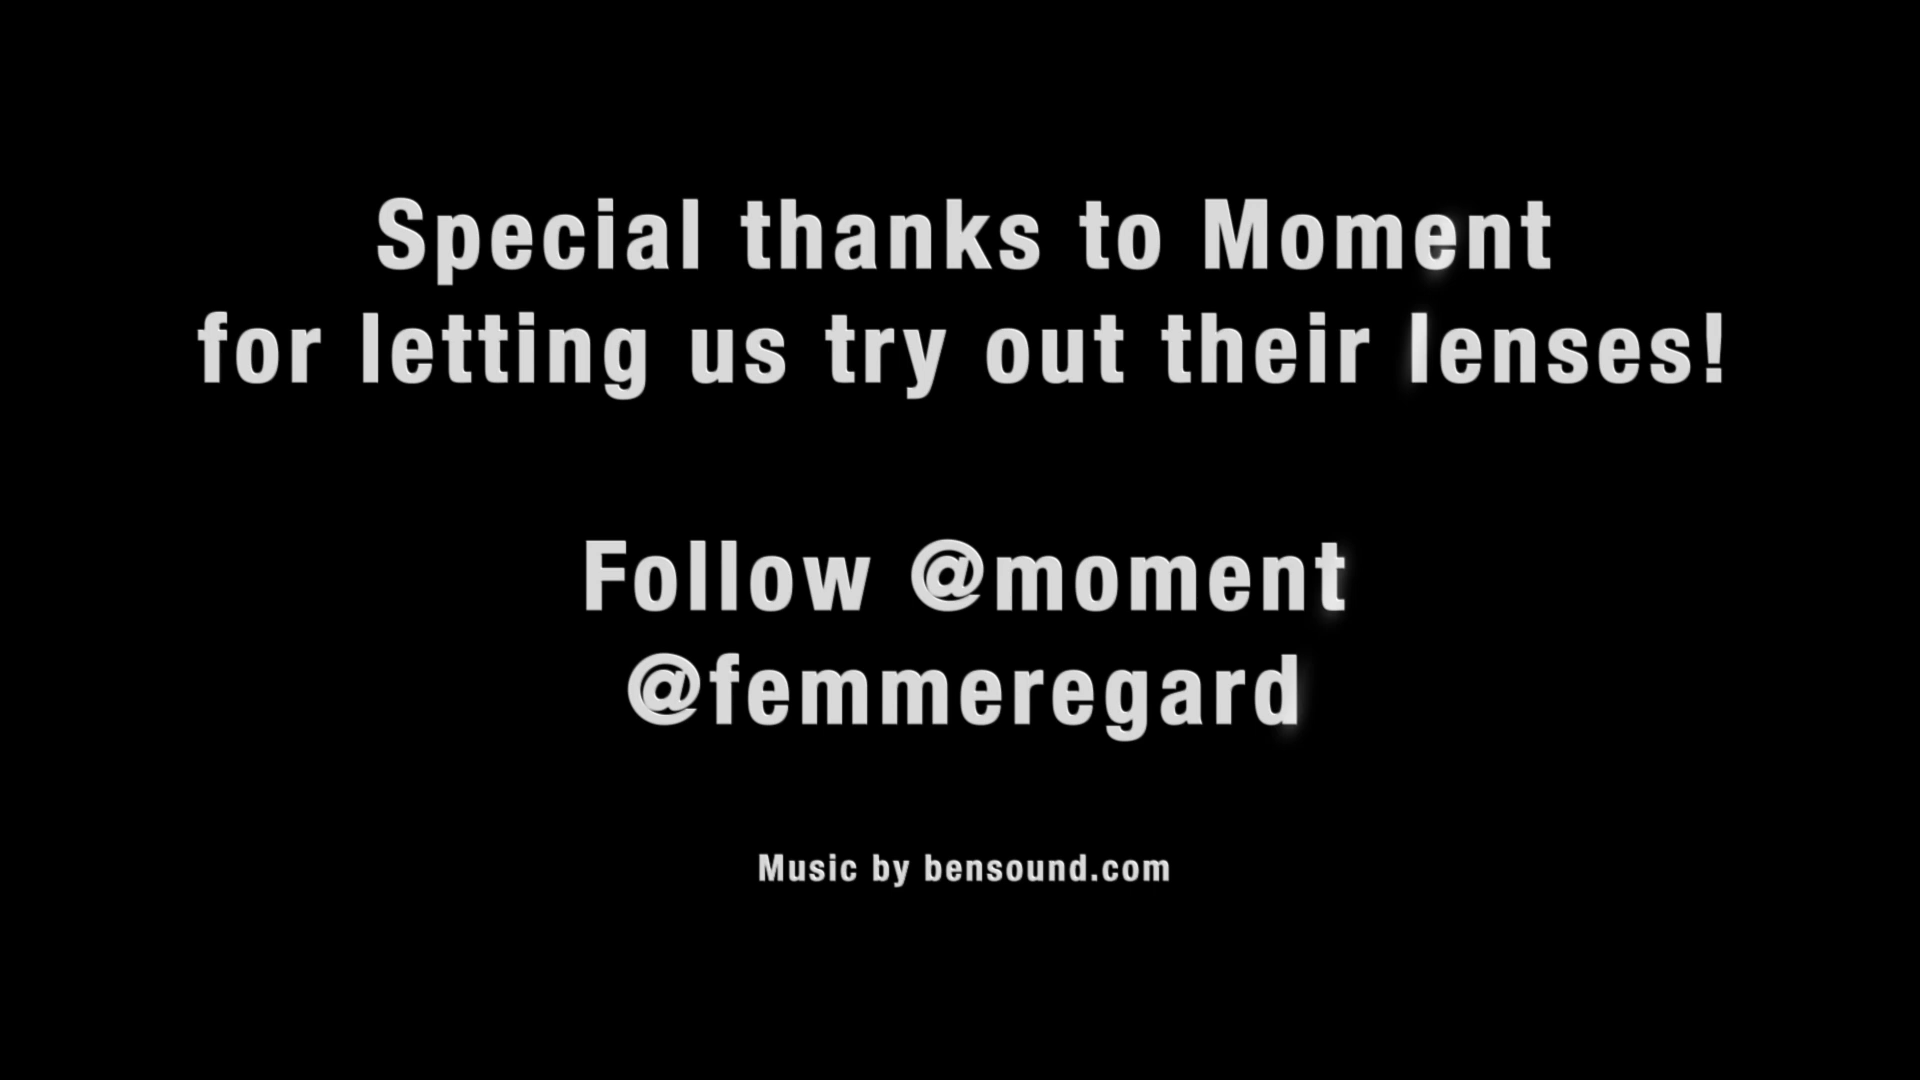 Special thanks to Moment
for letting us try out their lenses!
Follow @moment
@femmeregard
Music by bensound.com